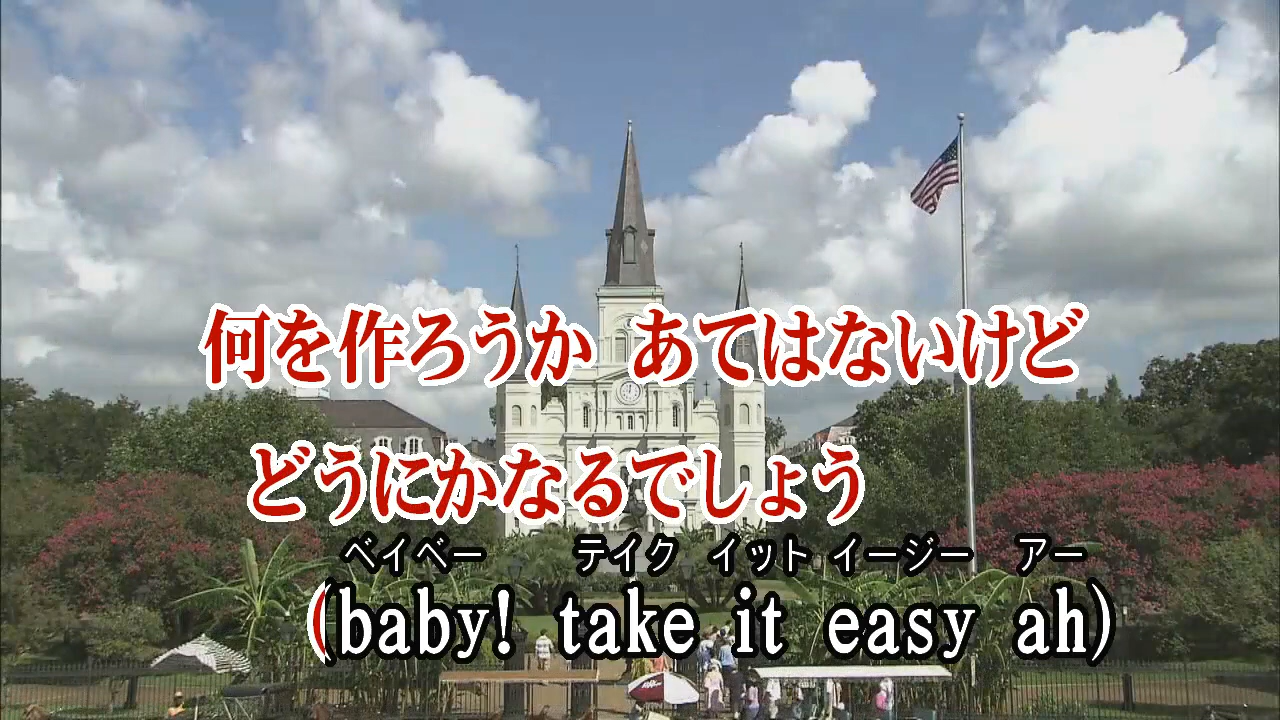 何を作ろうか あてはないけど
どうにかなるでしょう
ベイベー テイク イット イージー アー
(baby! take it easy ah)